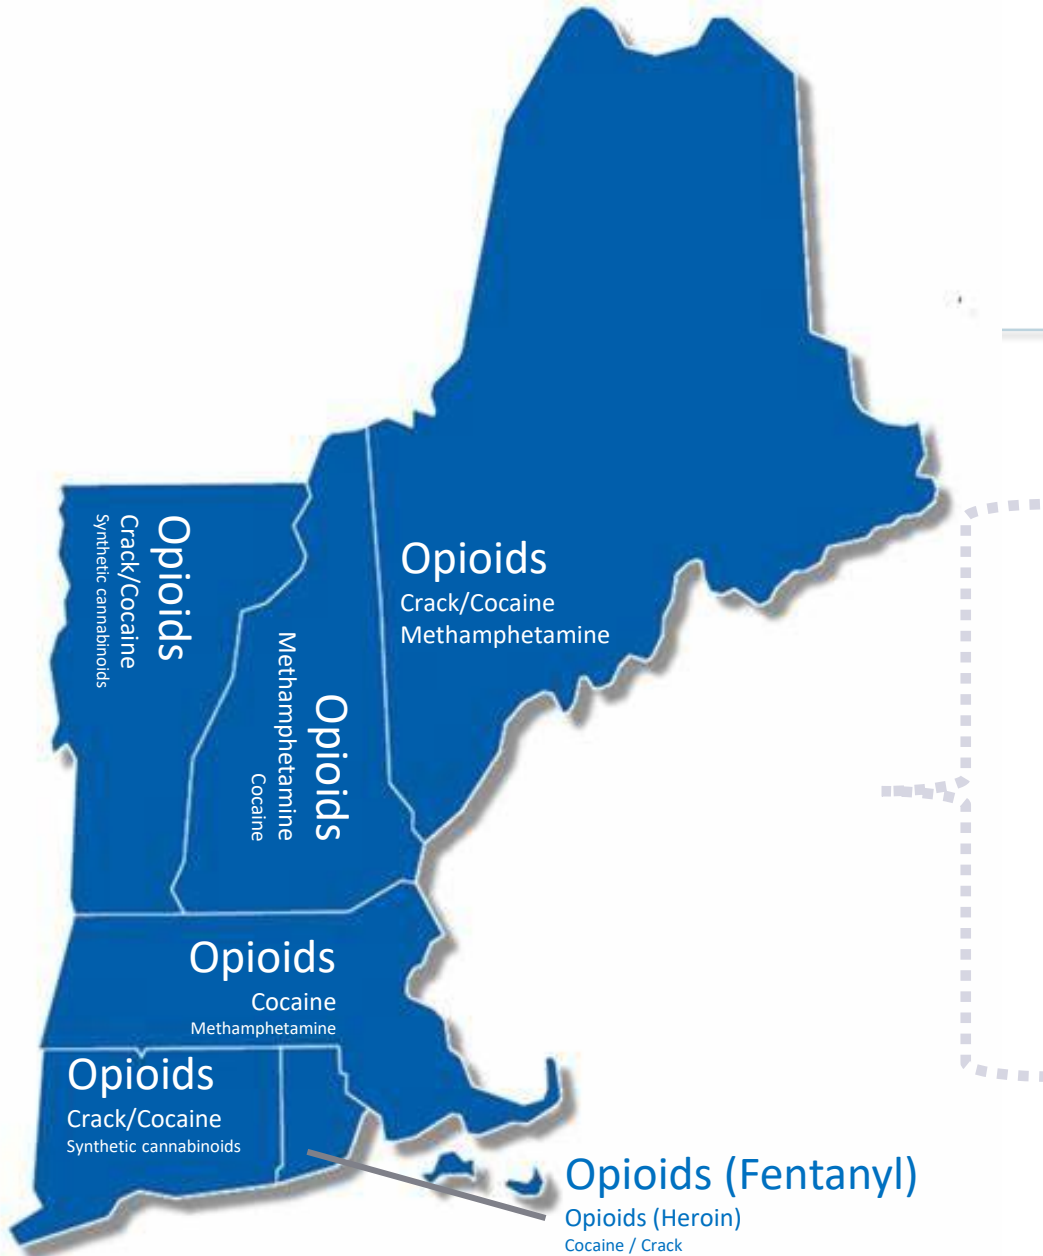 Opioids
Crack/Cocaine
Synthetic cannabinoids
Opioids
Methamphetamine
Cocaine
Opioids
Crack/Cocaine
Methamphetamine
Opioids
Cocaine
Methamphetamine
Opioids
Crack/Cocaine
Synthetic cannabinoids
Opioids (Fentanyl)
Opioids (Heroin)
Cocaine / Crack